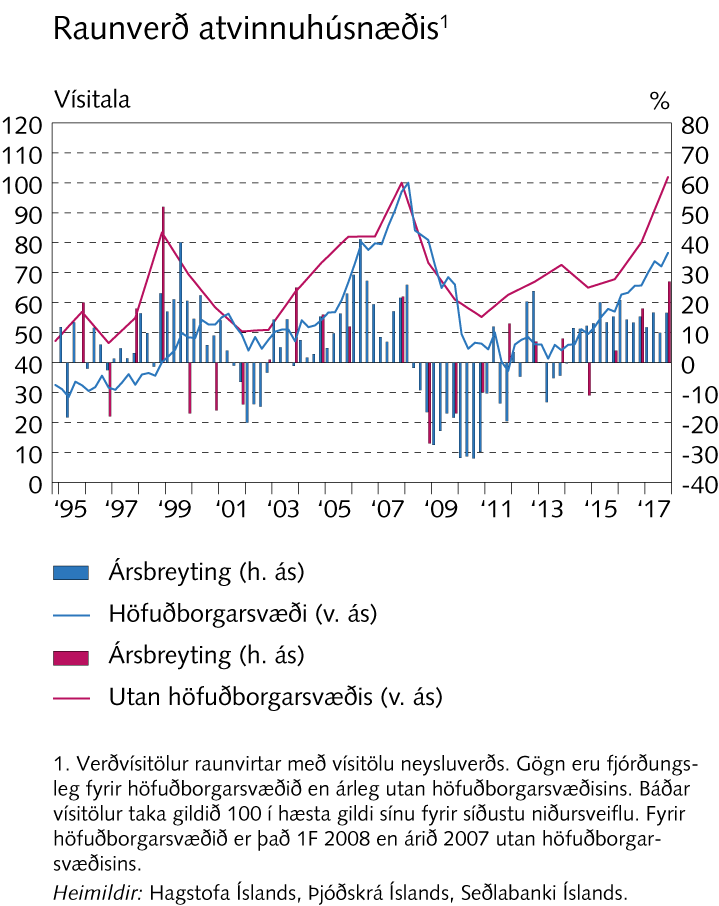 Raunverð atvinnuhúsnæðis¹
Vísitala %
120 80
110 70
100 60
90 50
80 40
70 30
60 20
50 10
40 0
30 -10
20 -20
10 -30
0 -40
‘95 ‘97 ‘99 ‘01 ‘03 ‘05 ‘07 ‘09 ‘11 ‘13 ‘15 ‘17
Ársbreyting (h. ás)
Höfuðborgarsvæði (v. ás)
Ársbreyting (h. ás)
Utan höfuðborgarsvæðis (v. ás)
1. Verðvísitölur raunvirtar með vísitölu neysluverðs. Gögn eru fjórðungs-
leg fyrir höfuðborgarsvæðið en árleg utan höfuðborgarsvæðisins. Báðar
vísitölur taka gildið 100 í hæsta gildi sínu fyrir síðustu niðursveiflu. Fyrir
höfuðborgarsvæðið er það 1F 2008 en árið 2007 utan höfuðborgar-
svæðisins.
Heimildir: Hagstofa Íslands, Þjóðskrá Íslands, Seðlabanki Íslands.